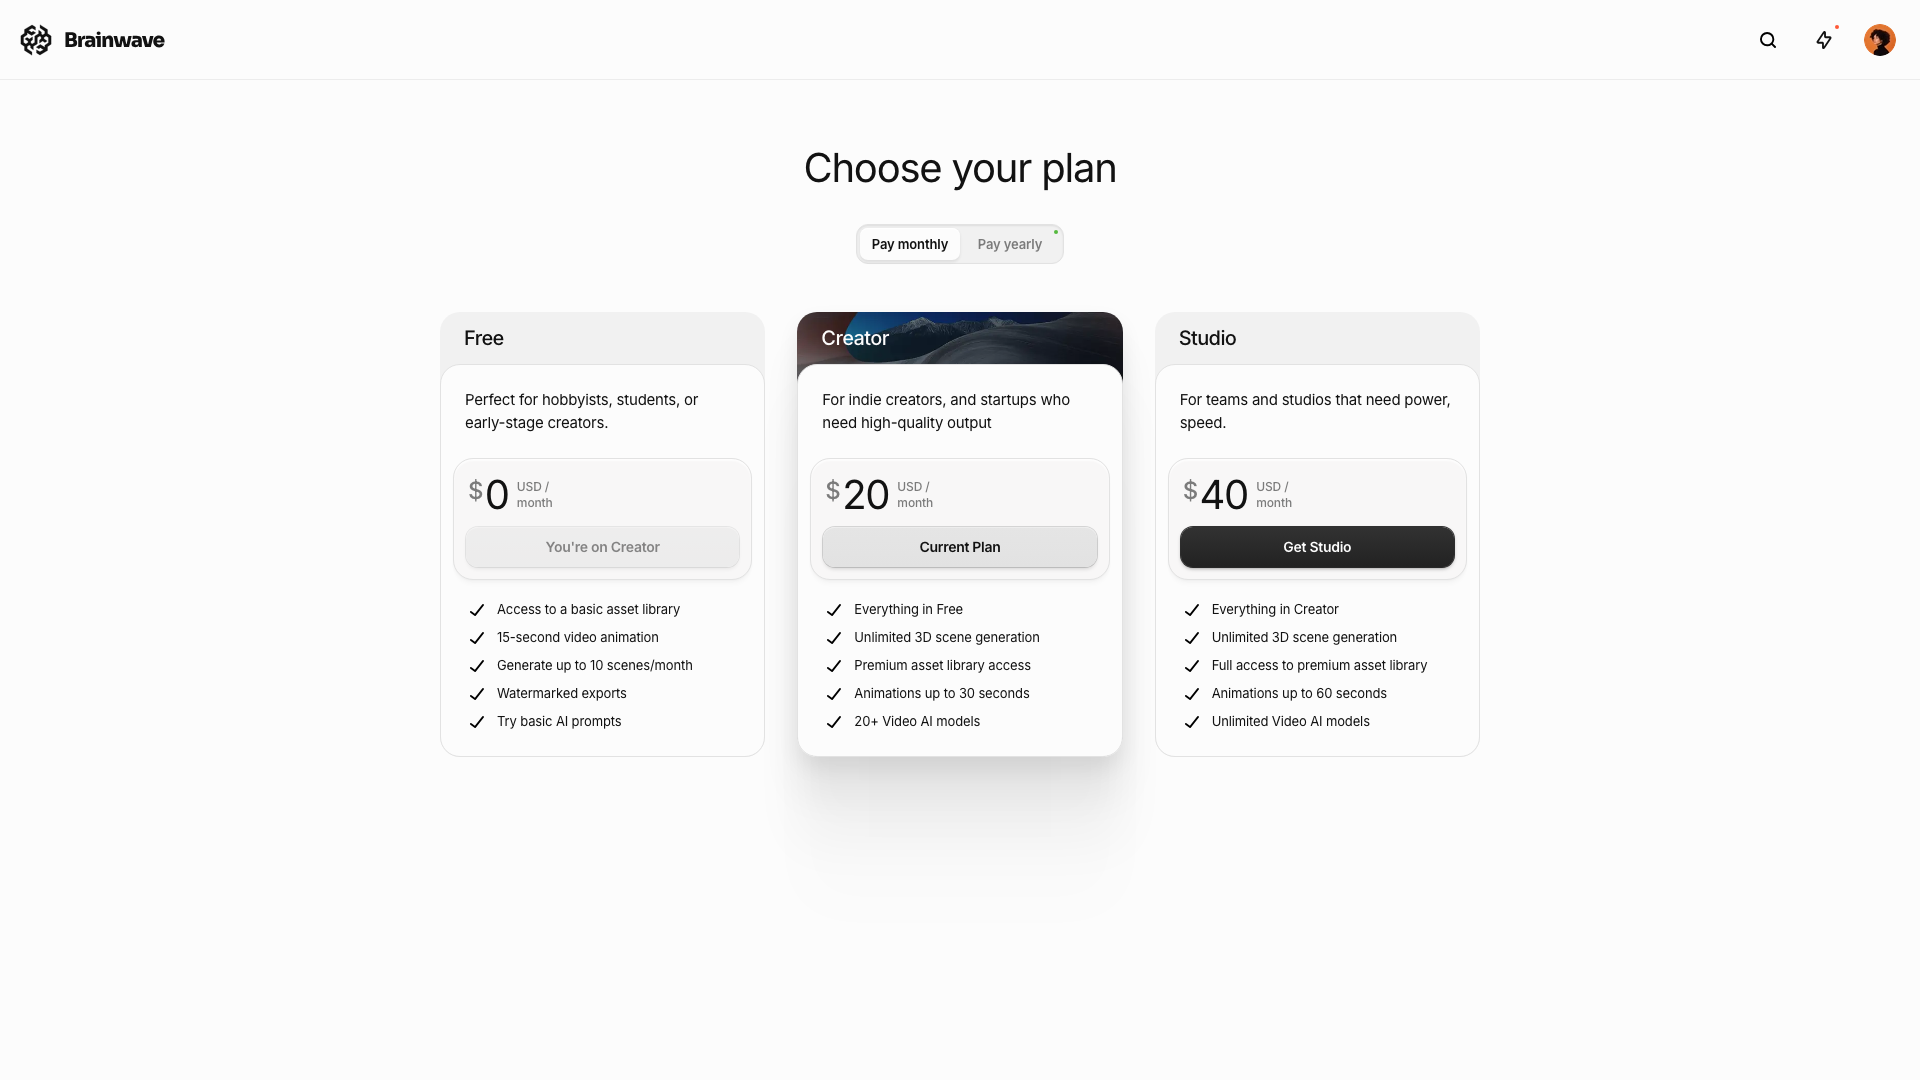 Brainwave
Choose your plan
Pay monthly
Pay yearly
Free
Perfect for hobbyists, students, or
early-stage creators.
$0 USD /
month
You're on Creator
Access to a basic asset library
15-second video animation
Generate up to 10 scenes/month
Watermarked exports
Try basic AI prompts
Creator
For indie creators, and startups who
need high-quality output
$20 USD /
month
Current Plan
Everything in Free
Unlimited 3D scene generation
Premium asset library access
Animations up to 30 seconds
20+ Video AI models
Studio
For teams and studios that need power,
speed.
$40 USD /
month
Get Studio
Everything in Creator
Unlimited 3D scene generation
Full access to premium asset library
Animations up to 60 seconds
Unlimited Video AI models